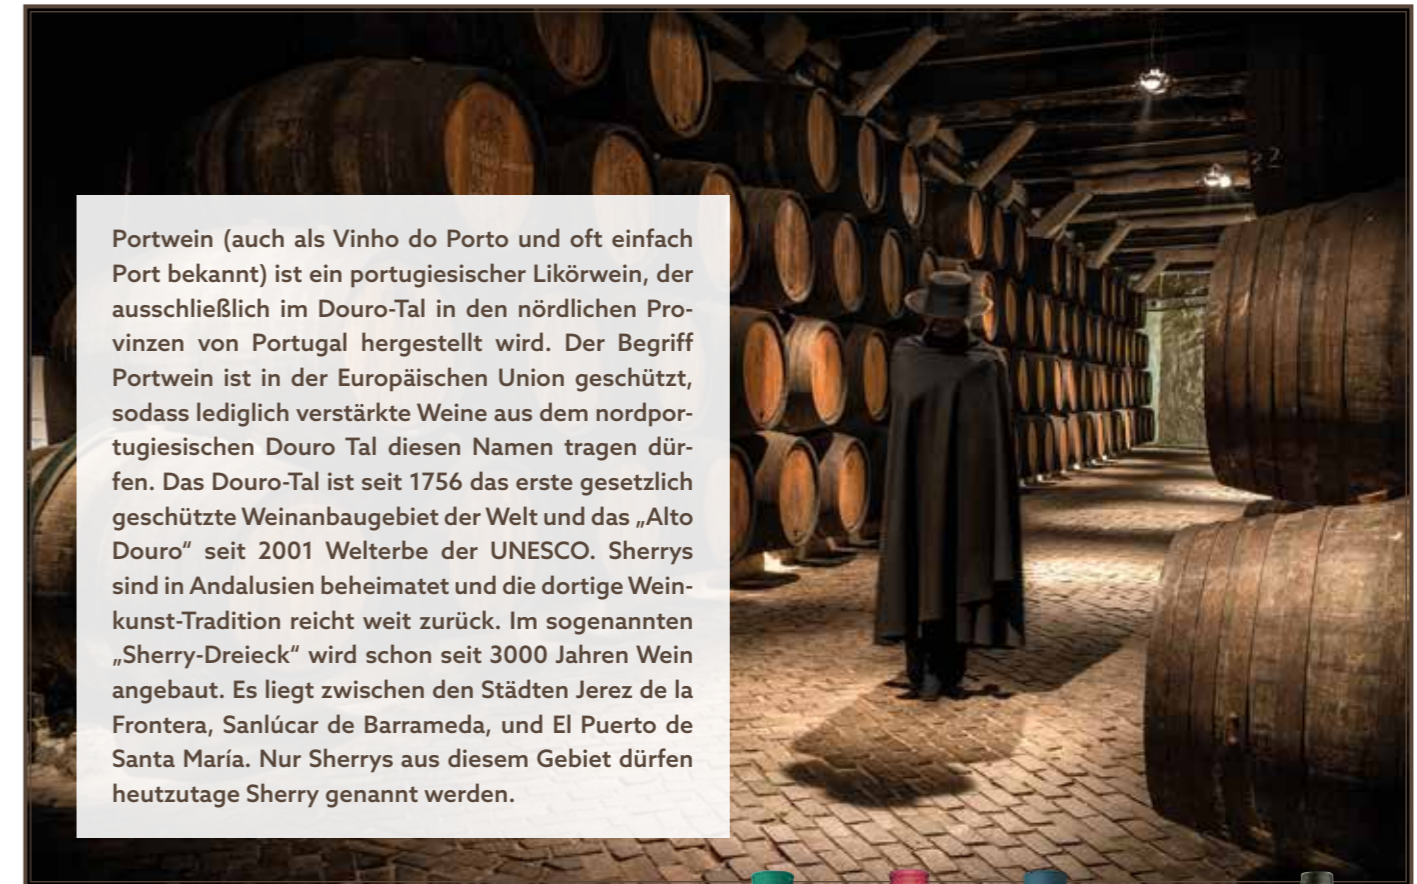 Portwein (auch als Vinho do Porto und oft einfach
Port bekannt) ist ein portugiesischer Likörwein, der
ausschließlich im Douro-Tal in den nördlichen Pro-
vinzen von Portugal hergestellt wird. Der Begriff
Portwein ist in der Europäischen Union geschützt,
sodass lediglich verstärkte Weine aus dem nordpor-
tugiesischen Douro Tal diesen Namen tragen dür-
fen. Das Douro-Tal ist seit 1756 das erste gesetzlich
geschützte Weinanbaugebiet der Welt und das „Alto
Douro“ seit 2001 Welterbe der UNESCO. Sherrys
sind in Andalusien beheimatet und die dortige Wein-
kunst-Tradition reicht weit zurück. Im sogenannten
„Sherry-Dreieck“ wird schon seit 3000 Jahren Wein
angebaut. Es liegt zwischen den Städten Jerez de la
Frontera, Sanlúcar de Barrameda, und El Puerto de
Santa María. Nur Sherrys aus diesem Gebiet dürfen
heutzutage Sherry genannt werden.